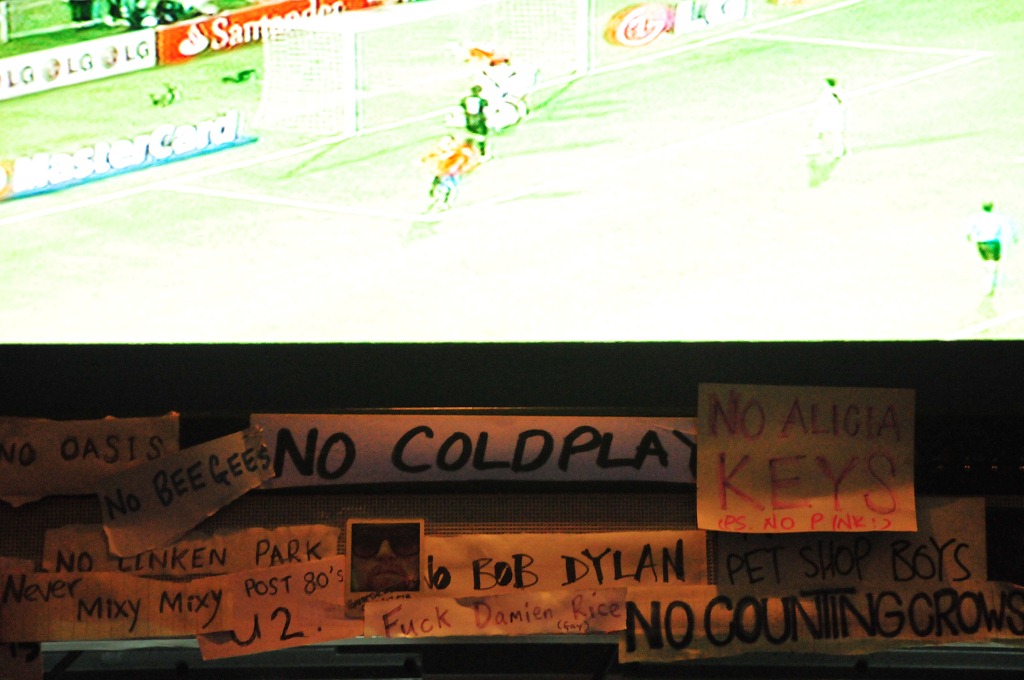 LG LG LG
Santander
MasterCard
NO OASIS
No BEEGEES
NO COLDPLAY
NO ALICIA
KEYS
(PS. NO PINK!)
NO LINKEN PARK
NO BOB DYLAN
PET SHOP BOYS
Never
MIXY MIXY
POST 80's
U2.
Fuck Damien Rice
(gay)
NO COUNTING CROWS